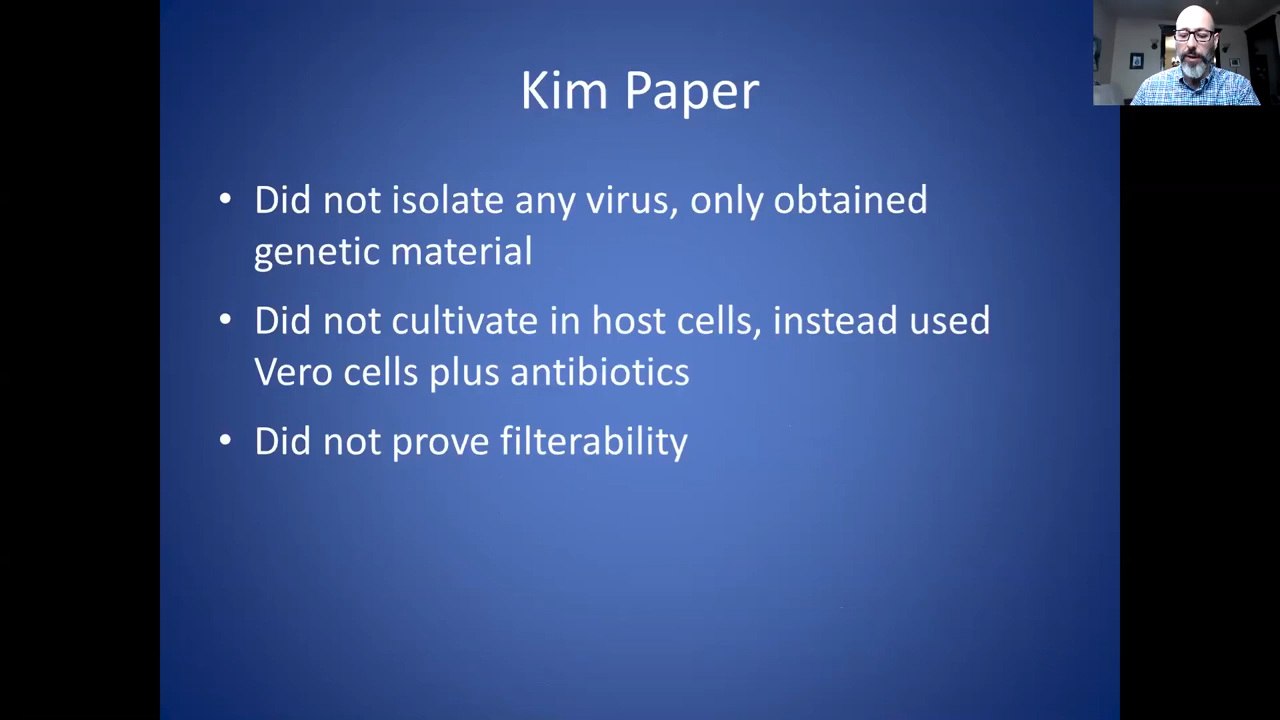 Kim Paper
• Did not isolate any virus, only obtained
genetic material
• Did not cultivate in host cells, instead used
Vero cells plus antibiotics
• Did not prove filterability